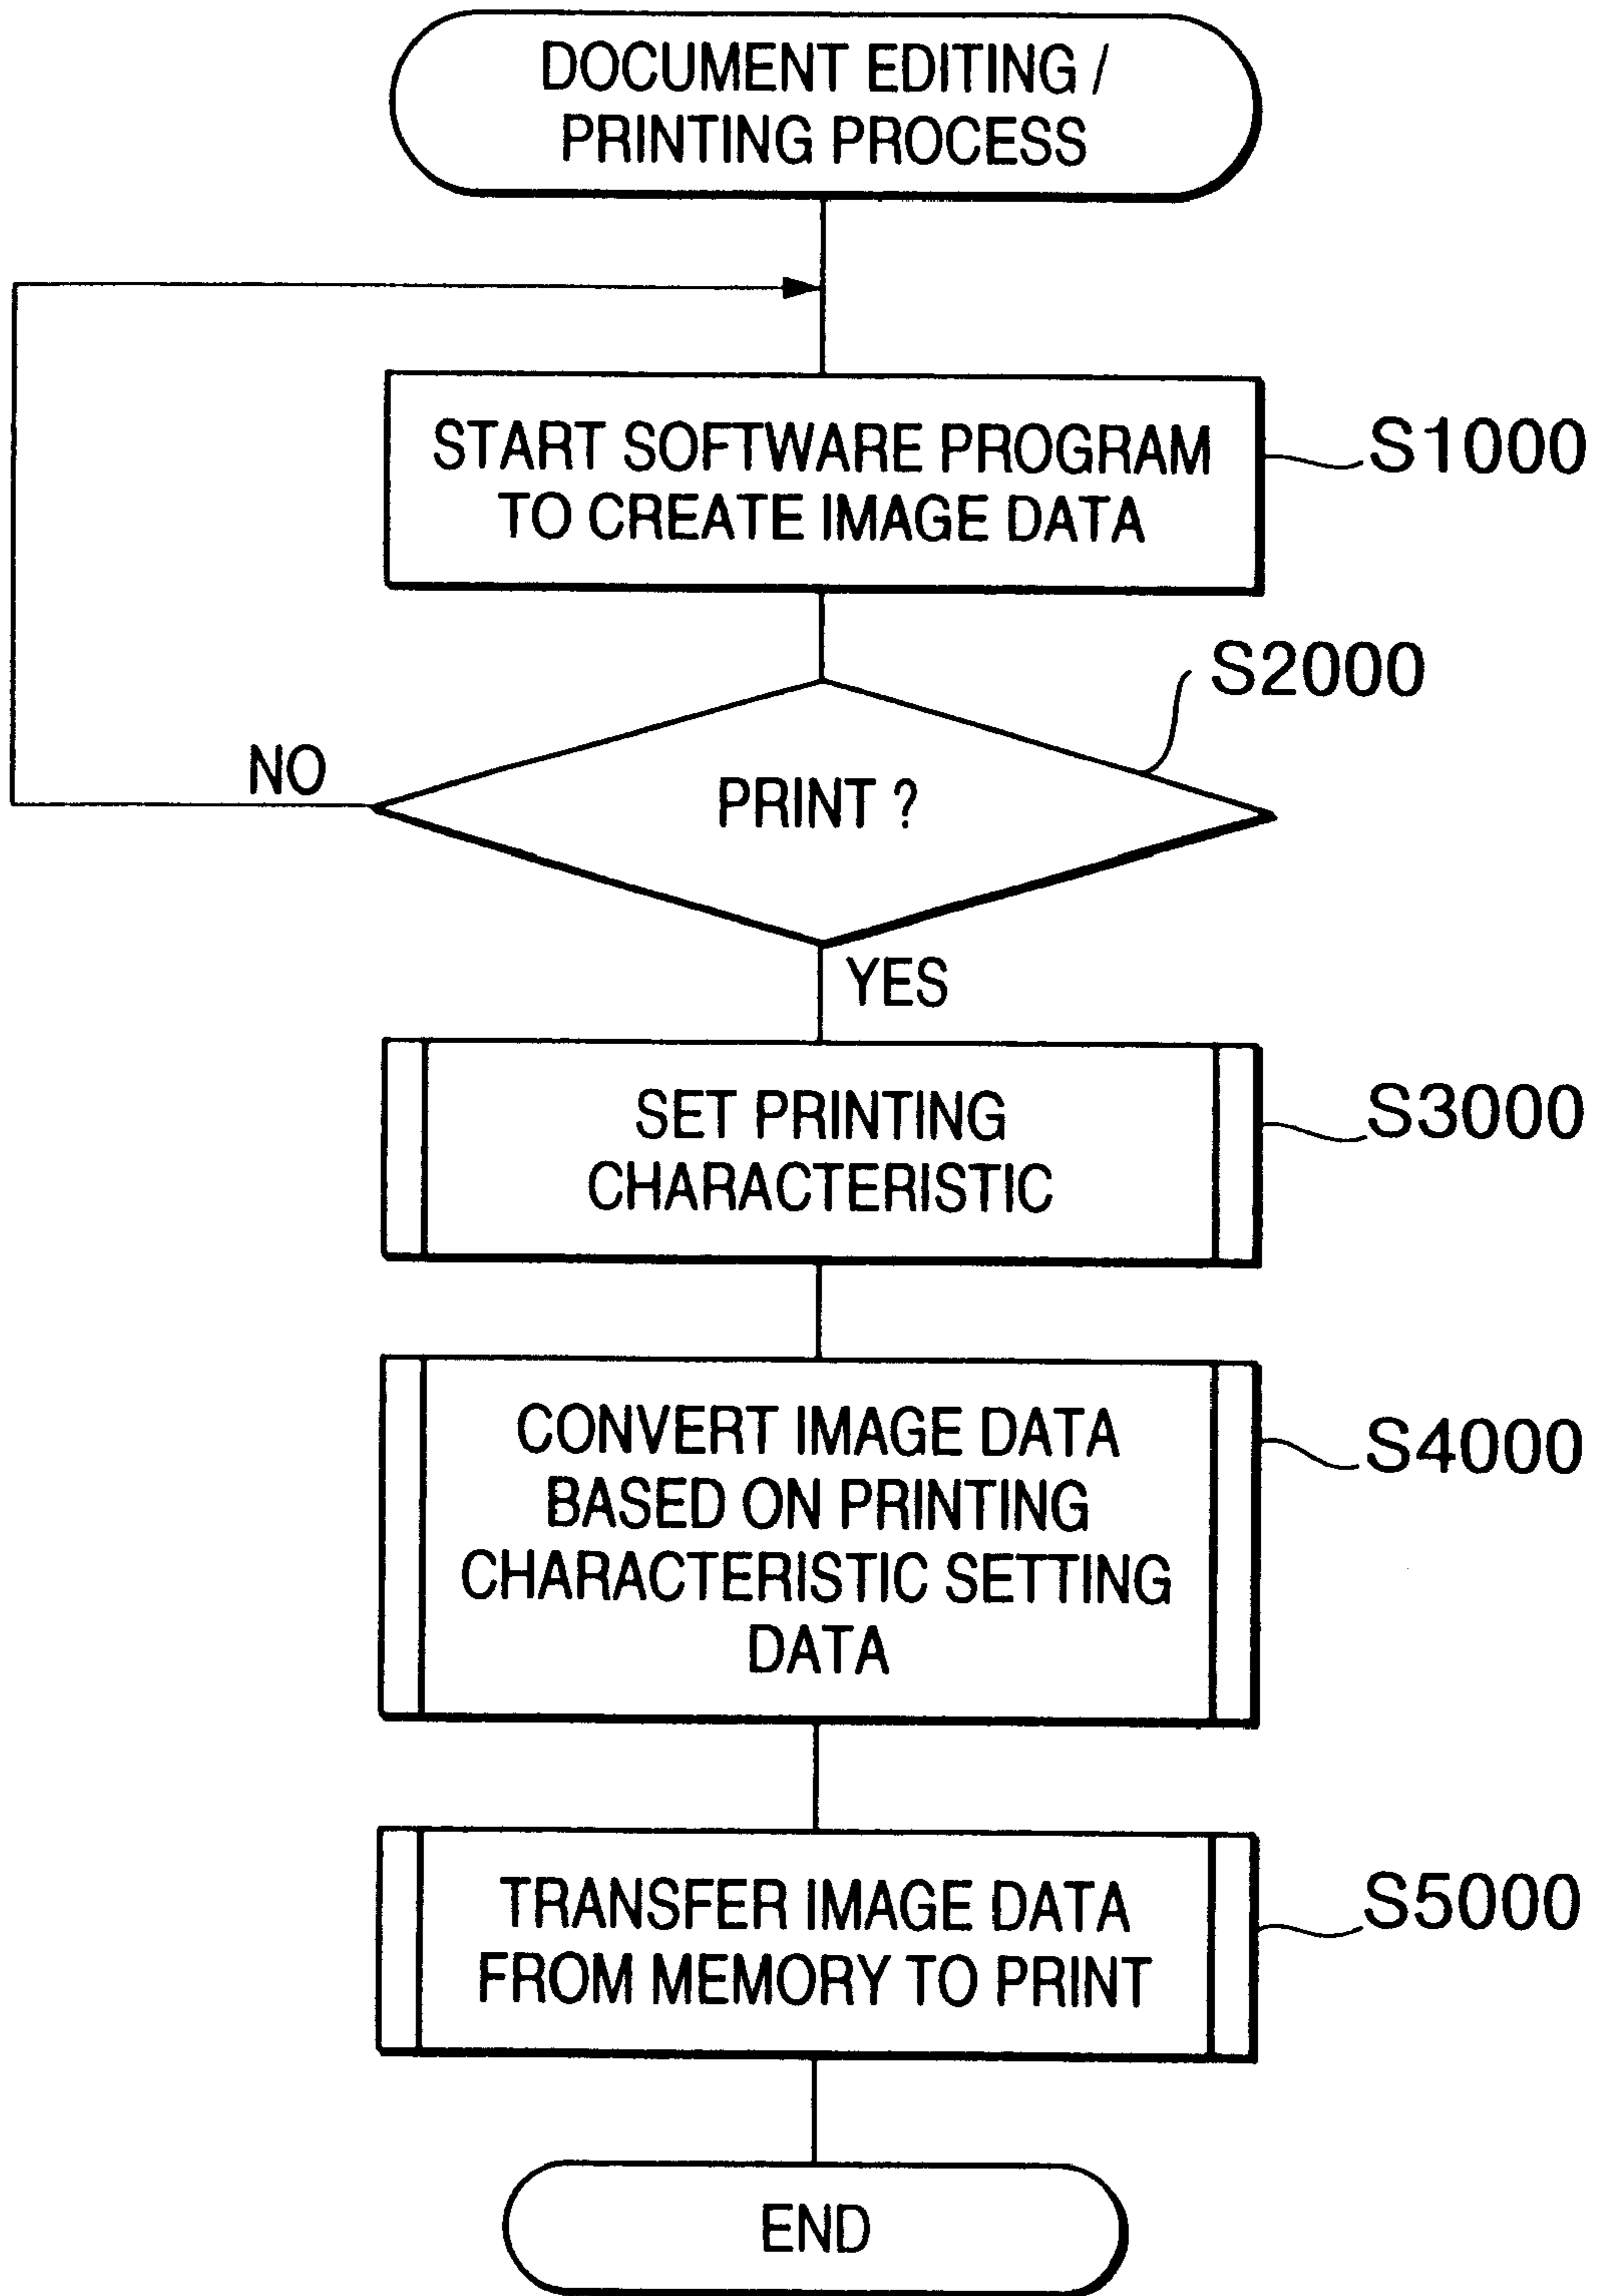 DOCUMENT EDITING /
PRINTING PROCESS
START SOFTWARE PROGRAM
TO CREATE IMAGE DATA
S1000
S2000
NO
PRINT ?
YES
SET PRINTING
CHARACTERISTIC
S3000
CONVERT IMAGE DATA
BASED ON PRINTING
CHARACTERISTIC SETTING
DATA
S4000
TRANSFER IMAGE DATA
FROM MEMORY TO PRINT
S5000
END